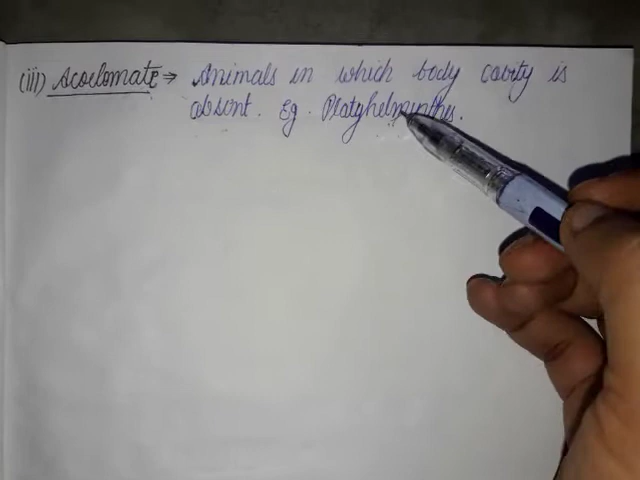 (iii) Acoelomate → Animals in which body cavity is
absent. Eg. Platyhelminthes.